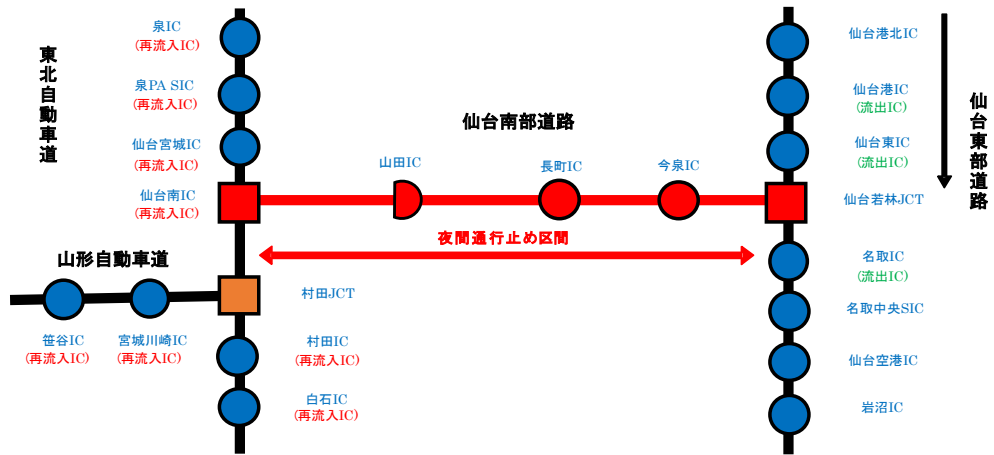 東北自動車道
泉IC
(再流入IC)
泉PA SIC
(再流入IC)
仙台宮城IC
(再流入IC)
仙台南IC
(再流入IC)
山形自動車道
笹谷IC
(再流入IC)
宮城川崎IC
(再流入IC)
村田JCT
村田IC
(再流入IC)
白石IC
(再流入IC)
仙台南部道路
山田IC
長町IC
今泉IC
夜間通行止め区間
仙台港北IC
仙台港IC
(流出IC)
仙台東IC
(流出IC)
仙台若林JCT
名取IC
(流出IC)
名取中央SIC
仙台空港IC
岩沼IC
仙台東部道路